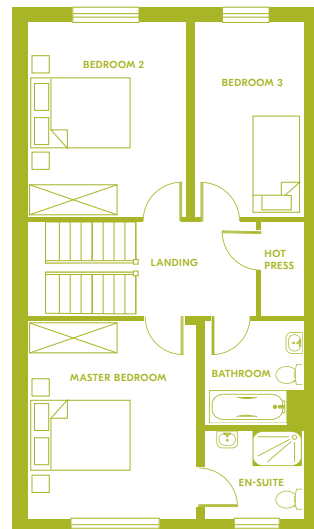 BEDROOM 2
BEDROOM 3
LANDING
HOT
PRESS
MASTER BEDROOM
BATHROOM
EN-SUITE